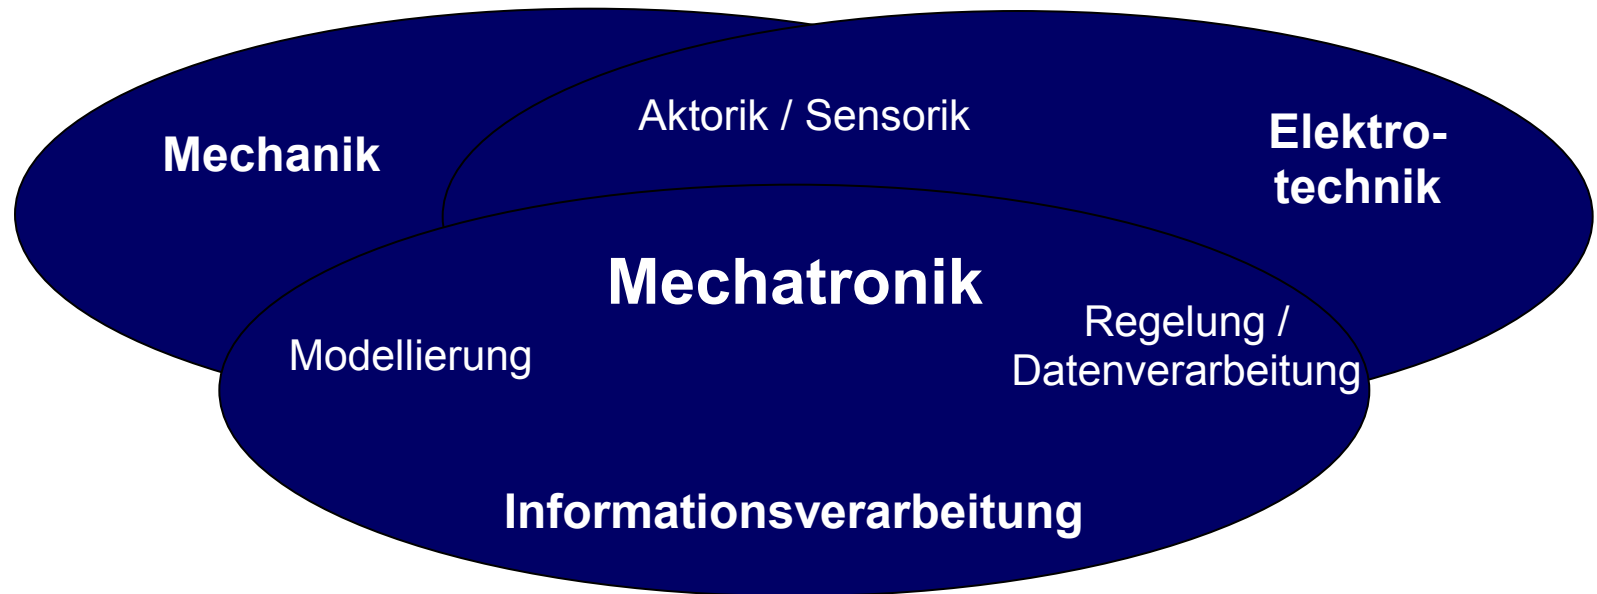 Mechanik
Aktorik / Sensorik
Elektro-
technik
Mechatronik
Modellierung
Regelung /
Datenverarbeitung
Informationsverarbeitung